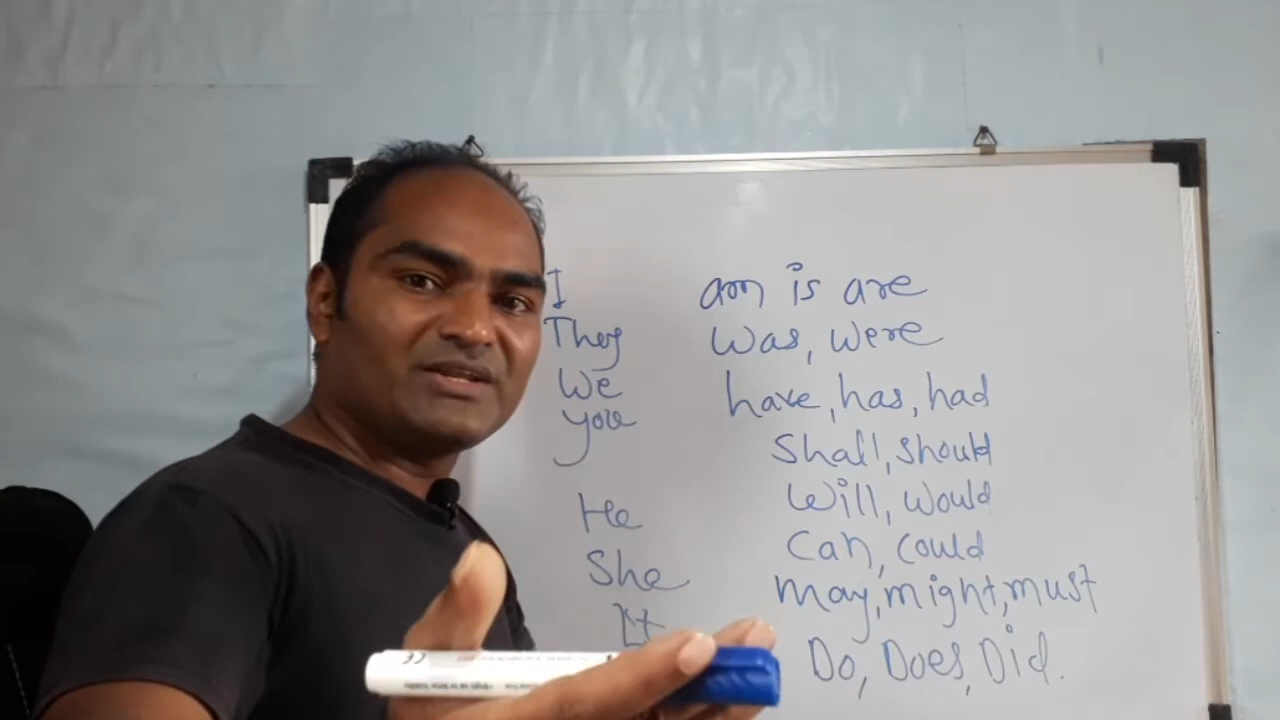 I am is are
They was, were
We have, has, had
you
shall, should
He will, would
She can, could
It may, might, must
Do, Does, Did.
CE